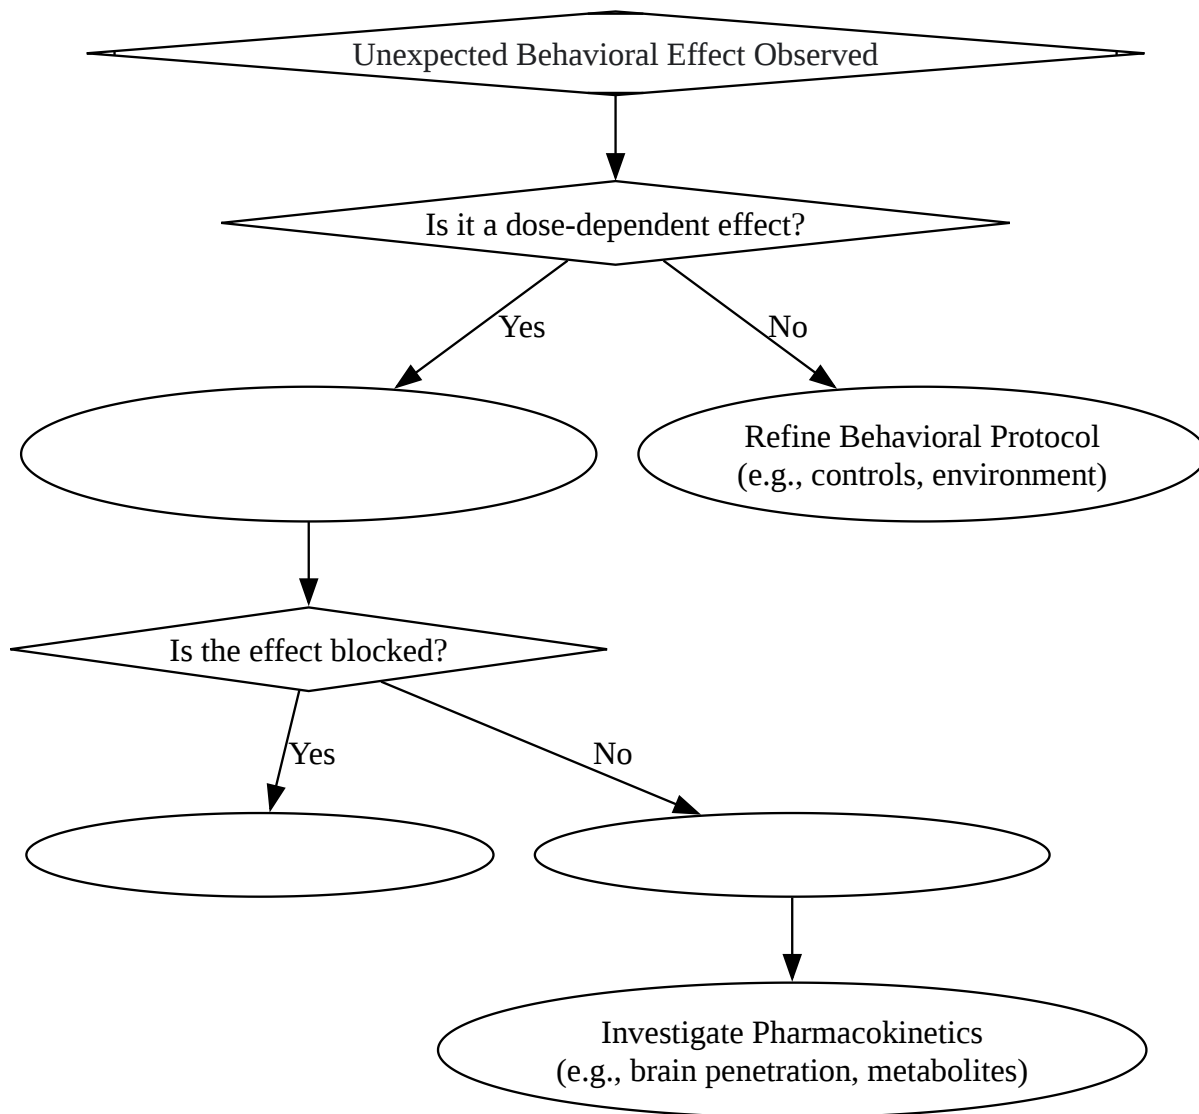 Unexpected Behavioral Effect Observed
Is it a dose-dependent effect?
Yes
No
Refine Behavioral Protocol
(e.g., controls, environment)
Is the effect blocked?
Yes
No
Investigate Pharmacokinetics
(e.g., brain penetration, metabolites)